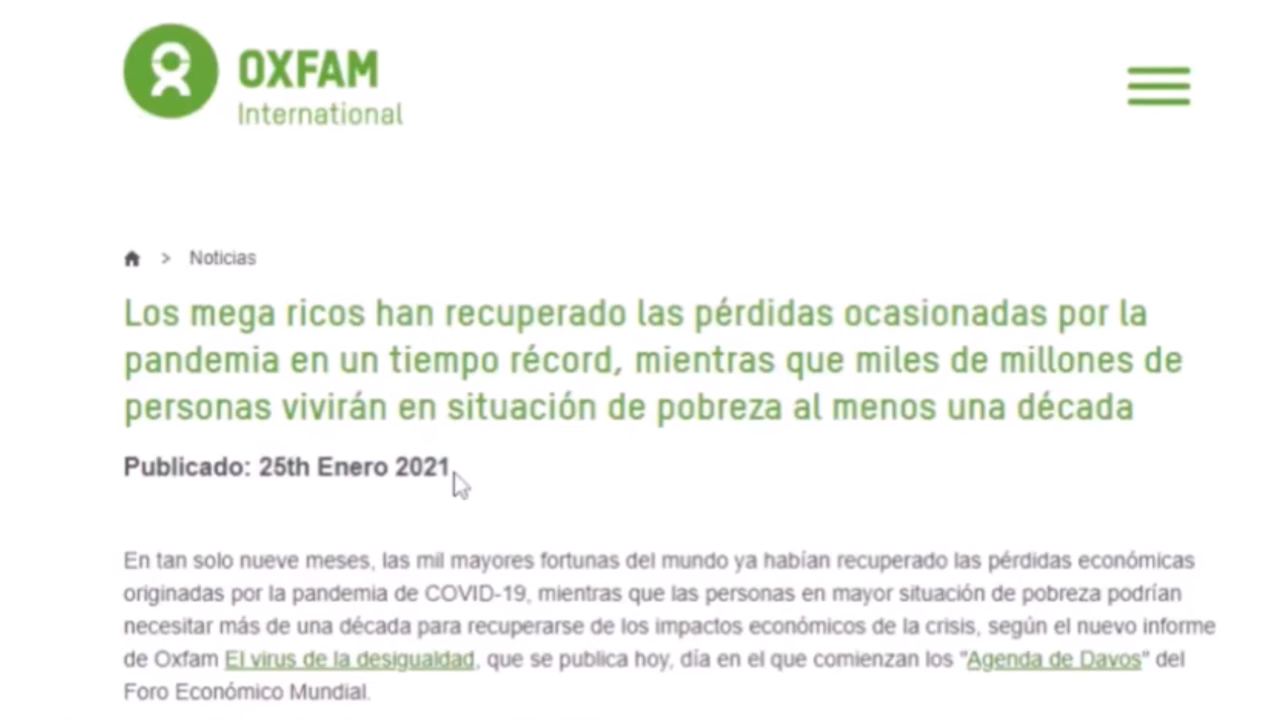 OXFAM
International
> Noticias
Los mega ricos han recuperado las pérdidas ocasionadas por la
pandemia en un tiempo récord, mientras que miles de millones de
personas vivirán en situación de pobreza al menos una década
Publicado: 25th Enero 2021
En tan solo nueve meses, las mil mayores fortunas del mundo ya habían recuperado las pérdidas económicas
originadas por la pandemia de COVID-19, mientras que las personas en mayor situación de pobreza podrían
necesitar más de una década para recuperarse de los impactos económicos de la crisis, según el nuevo informe
de Oxfam El virus de la desigualdad, que se publica hoy, día en el que comienzan los "Agenda de Davos" del
Foro Económico Mundial.